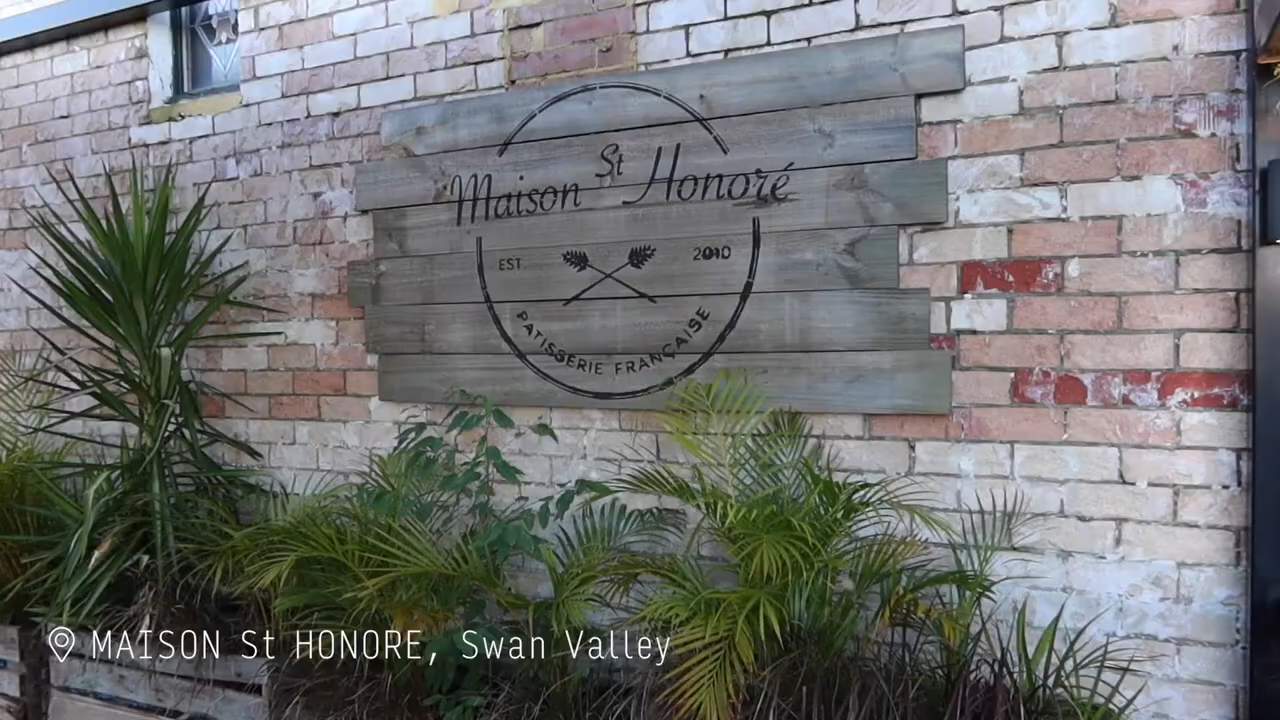 Maison St Honoré
EST 2010
PATISSERIE FRANÇAISE
MAISON St HONORE, Swan Valley